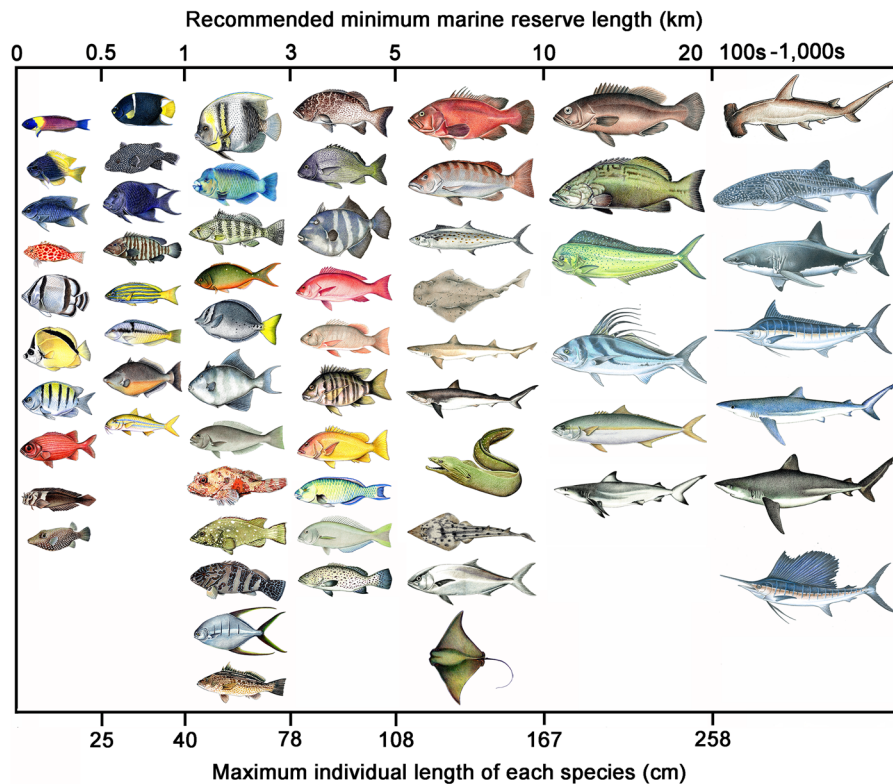 Recommended minimum marine reserve length (km)
0 0.5 1 3 5 10 20 100s -1,000s
25 40 78 108 167 258
Maximum individual length of each species (cm)